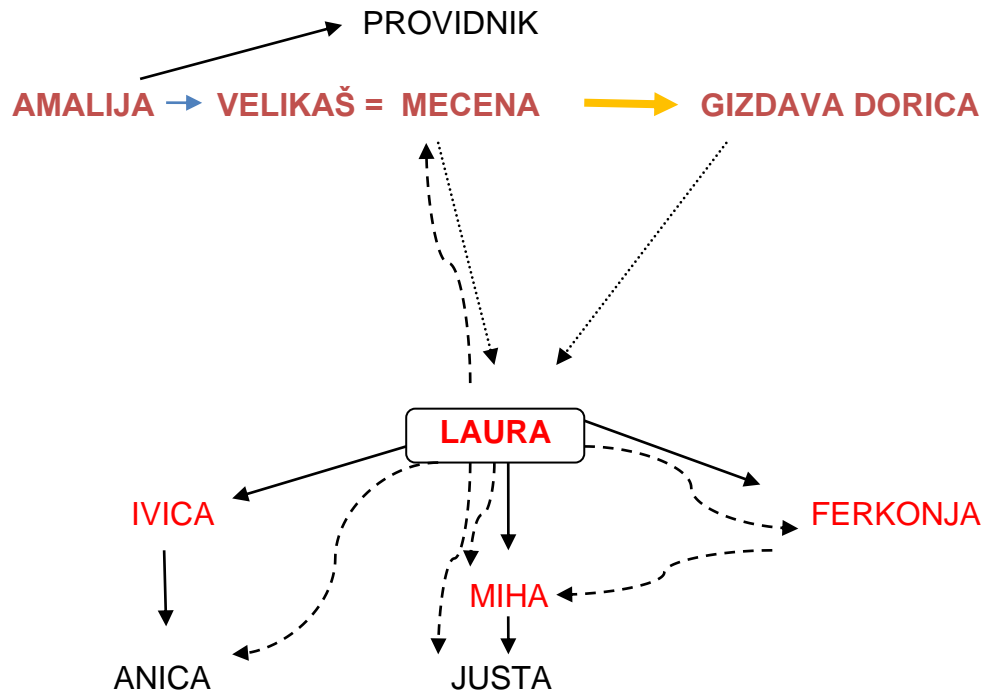 PROVIDNIK
AMALIJA VELIKAŠ = MECENA GIZDAVA DORICA
LAURA
IVICA FERKONJA
MIHA
ANICA JUSTA